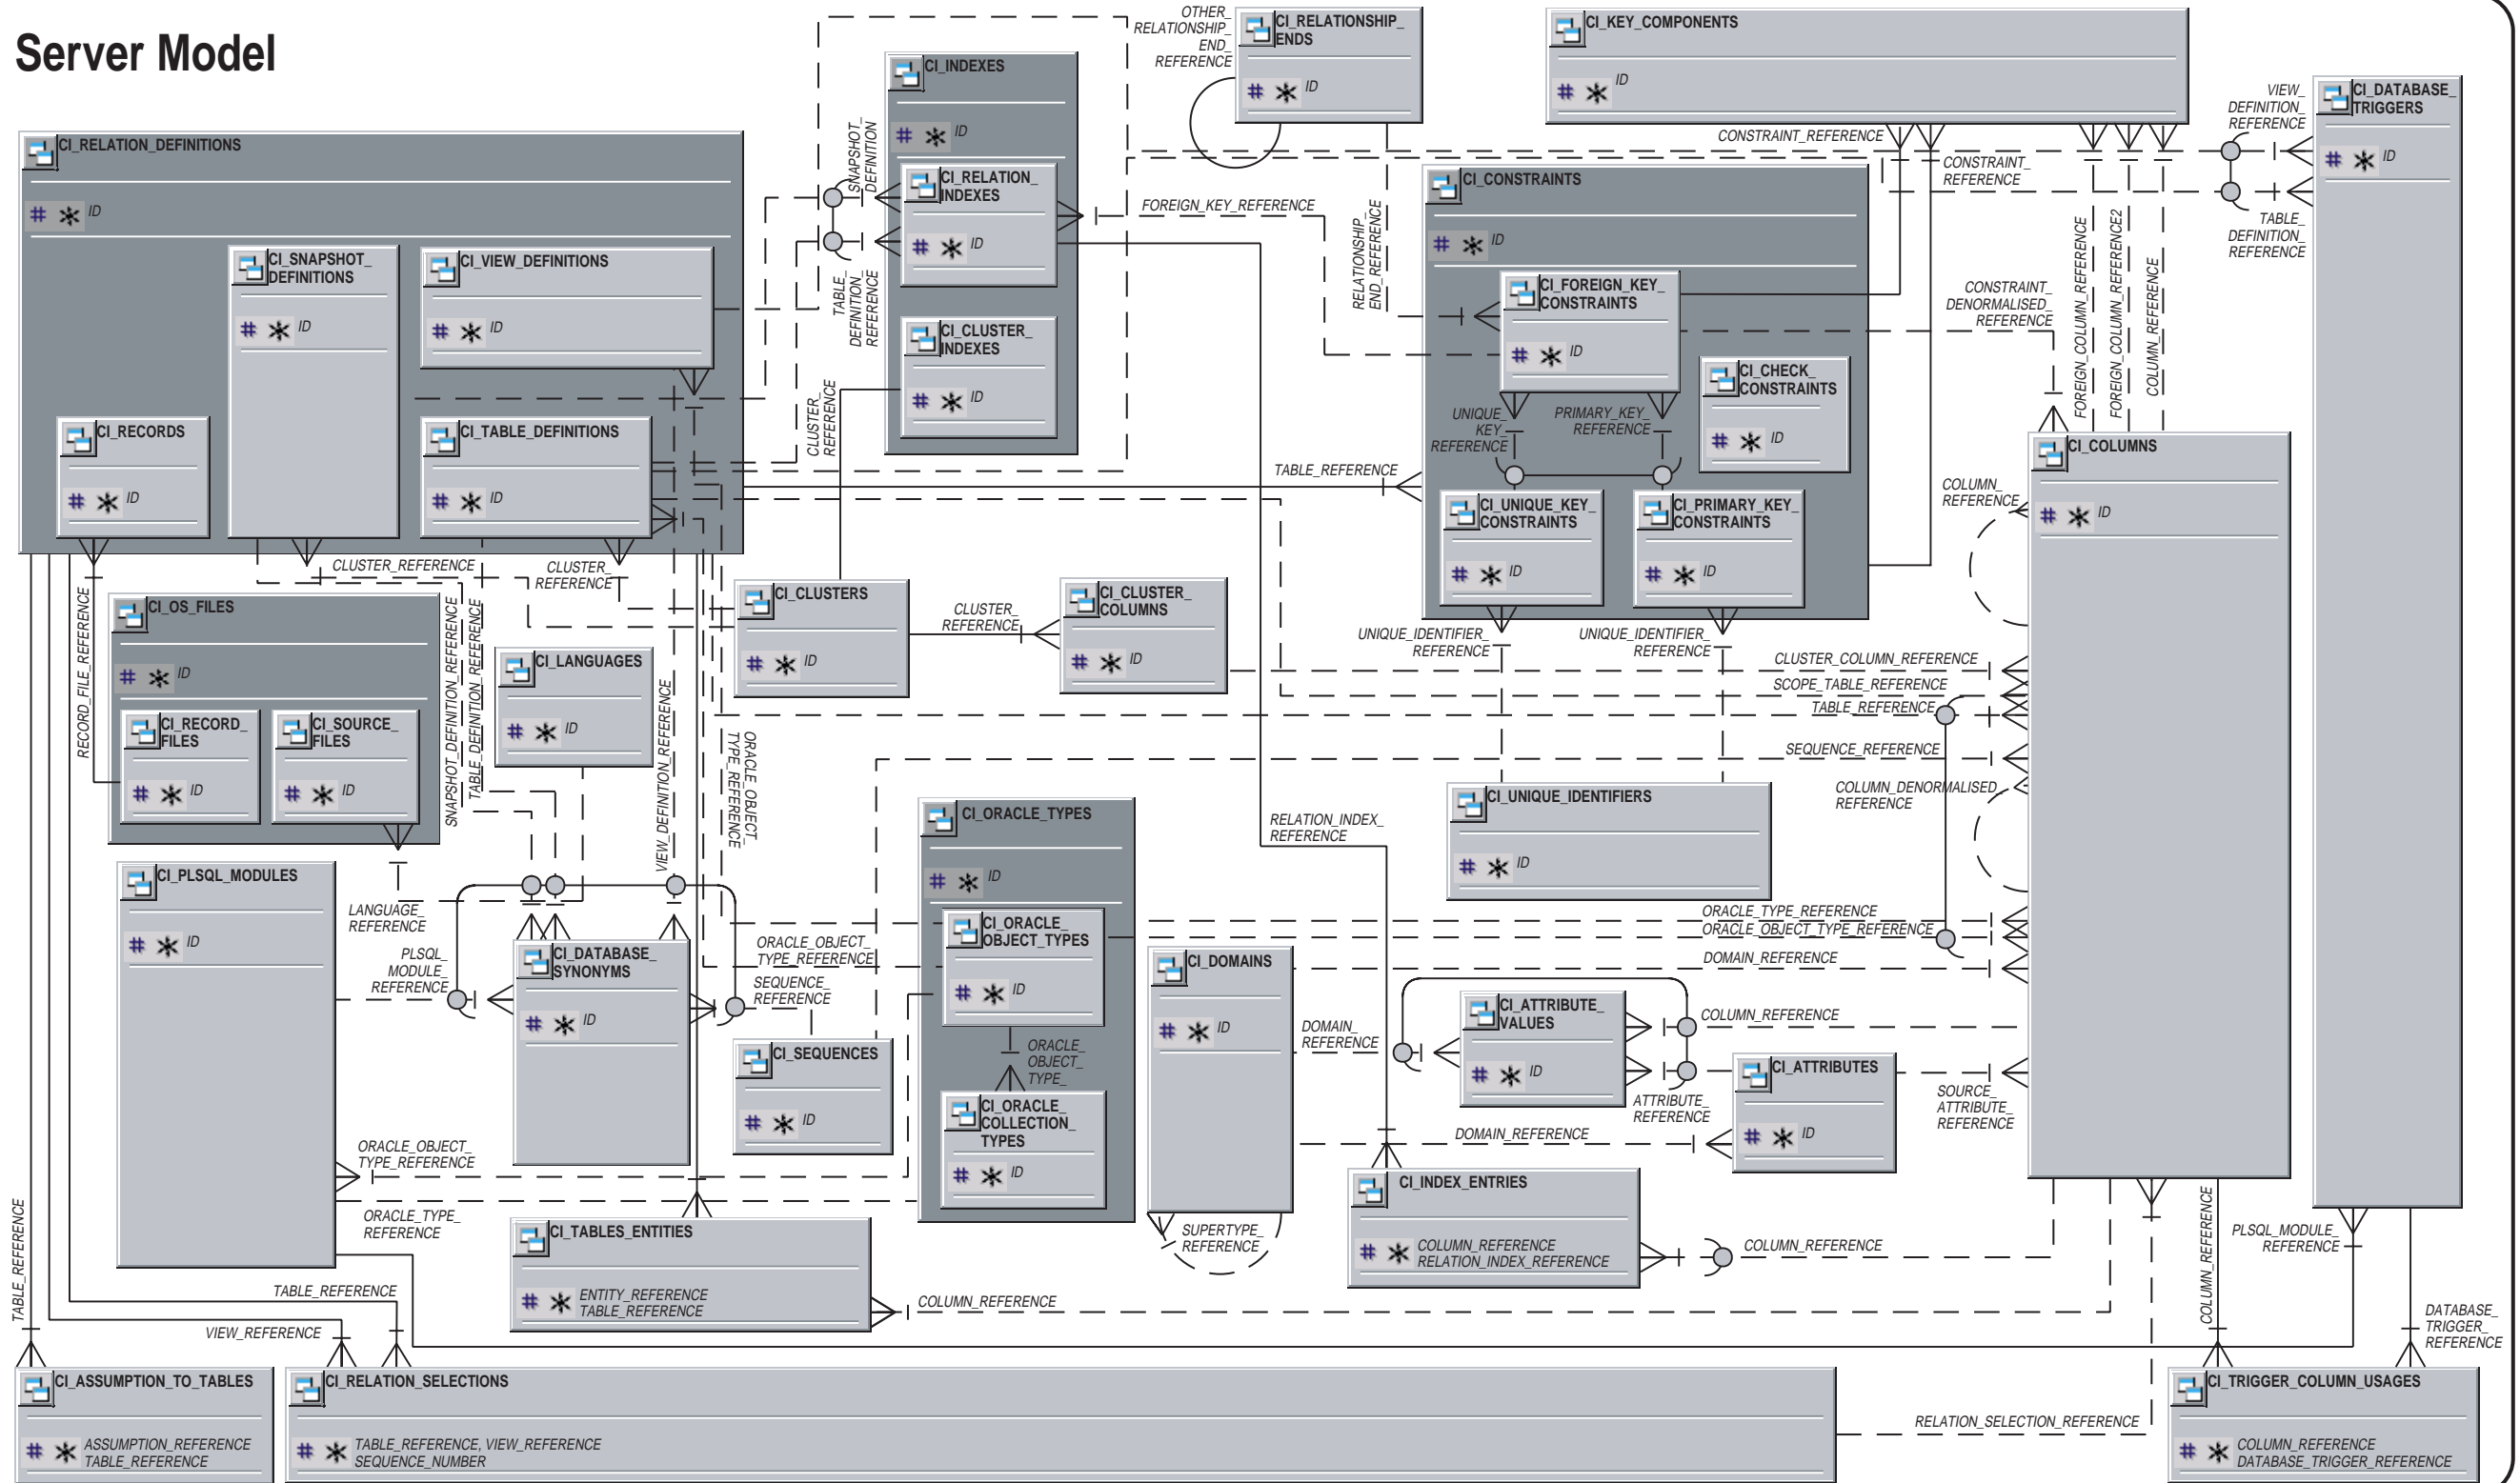 Server Model
CI_RELATION_DEFINITIONS
# * ID
CI_SNAPSHOT_
DEFINITIONS
# * ID
CI_VIEW_DEFINITIONS
# * ID
CI_RECORDS
# * ID
CI_TABLE_DEFINITIONS
# * ID
CI_INDEXES
# * ID
CI_RELATION_
INDEXES
# * ID
CI_CLUSTER_
INDEXES
# * ID
SNAPSHOT_
DEFINITION
TABLE_
DEFINITION_
REFERENCE
CLUSTER_
REFERENCE
OTHER_
RELATIONSHIP_
END_
REFERENCE
CI_RELATIONSHIP_
ENDS
# * ID
FOREIGN_KEY_REFERENCE
RELATIONSHIP_
END_REFERENCE
CI_KEY_COMPONENTS
# * ID
CONSTRAINT_REFERENCE
CONSTRAINT_
REFERENCE
VIEW_
DEFINITION_
REFERENCE
TABLE_
DEFINITION_
REFERENCE
CI_DATABASE_
TRIGGERS
# * ID
CI_CONSTRAINTS
# * ID
CI_FOREIGN_KEY_
CONSTRAINTS
# * ID
CI_CHECK_
CONSTRAINTS
# * ID
UNIQUE_
KEY_
REFERENCE
PRIMARY_KEY_
REFERENCE
CI_UNIQUE_KEY_
CONSTRAINTS
# * ID
CI_PRIMARY_KEY_
CONSTRAINTS
# * ID
TABLE_REFERENCE
CONSTRAINT_
DENORMALISED_
REFERENCE
FOREIGN_COLUMN_REFERENCE
FOREIGN_COLUMN_REFERENCE2
COLUMN_REFERENCE
CI_COLUMNS
# * ID
COLUMN_
REFERENCE
CLUSTER_REFERENCE
CLUSTER_
REFERENCE
RECORD_FILE_REFERENCE
CI_OS_FILES
# * ID
CI_RECORD_
FILES
# * ID
CI_SOURCE_
FILES
# * ID
SNAPSHOT_DEFINITION_REFERENCE
TABLE_DEFINITION_REFERENCE
CI_LANGUAGES
# * ID
VIEW_DEFINITION_REFERENCE
ORACLE_OBJECT_
TYPE_REFERENCE
CI_CLUSTERS
# * ID
CLUSTER_
REFERENCE
CI_CLUSTER_
COLUMNS
# * ID
UNIQUE_IDENTIFIER_
REFERENCE
UNIQUE_IDENTIFIER_
REFERENCE
CLUSTER_COLUMN_REFERENCE
SCOPE_TABLE_REFERENCE
TABLE_REFERENCE
SEQUENCE_REFERENCE
COLUMN_DENORMALISED_
REFERENCE
CI_UNIQUE_IDENTIFIERS
# * ID
RELATION_INDEX_
REFERENCE
CI_PLSQL_MODULES
# * ID
LANGUAGE_
REFERENCE
PLSQL_
MODULE_
REFERENCE
CI_DATABASE_
SYNONYMS
# * ID
ORACLE_OBJECT_
TYPE_REFERENCE
SEQUENCE_
REFERENCE
CI_SEQUENCES
# * ID
CI_ORACLE_TYPES
# * ID
CI_ORACLE_
OBJECT_TYPES
# * ID
ORACLE_
OBJECT_
TYPE_
CI_ORACLE_
COLLECTION_
TYPES
# * ID
ORACLE_TYPE_REFERENCE
ORACLE_OBJECT_TYPE_REFERENCE
DOMAIN_REFERENCE
CI_DOMAINS
# * ID
DOMAIN_
REFERENCE
SUPERTYPE_
REFERENCE
CI_ATTRIBUTE_
VALUES
# * ID
COLUMN_REFERENCE
ATTRIBUTE_
REFERENCE
CI_ATTRIBUTES
# * ID
SOURCE_
ATTRIBUTE_
REFERENCE
DOMAIN_REFERENCE
ORACLE_OBJECT_
TYPE_REFERENCE
ORACLE_TYPE_
REFERENCE
CI_TABLES_ENTITIES
# * ENTITY_REFERENCE
TABLE_REFERENCE
COLUMN_REFERENCE
CI_INDEX_ENTRIES
# * COLUMN_REFERENCE
RELATION_INDEX_REFERENCE
COLUMN_REFERENCE
COLUMN_REFERENCE
PLSQL_MODULE_
REFERENCE
DATABASE_
TRIGGER_
REFERENCE
TABLE_REFERENCE
TABLE_REFERENCE
VIEW_REFERENCE
CI_ASSUMPTION_TO_TABLES
# * ASSUMPTION_REFERENCE
TABLE_REFERENCE
CI_RELATION_SELECTIONS
# * TABLE_REFERENCE, VIEW_REFERENCE
SEQUENCE_NUMBER
RELATION_SELECTION_REFERENCE
CI_TRIGGER_COLUMN_USAGES
# * COLUMN_REFERENCE
DATABASE_TRIGGER_REFERENCE